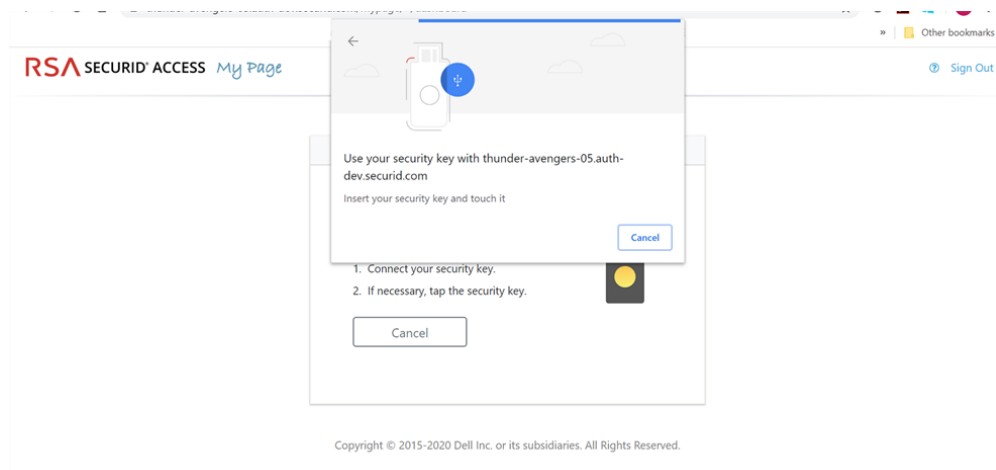 » Other bookmarks
RSA SECURID® ACCESS My Page
Sign Out
Use your security key with thunder-avengers-05.auth-
dev.securid.com
Insert your security key and touch it
Cancel
1. Connect your security key.
2. If necessary, tap the security key.
Cancel
Copyright © 2015-2020 Dell Inc. or its subsidiaries. All Rights Reserved.